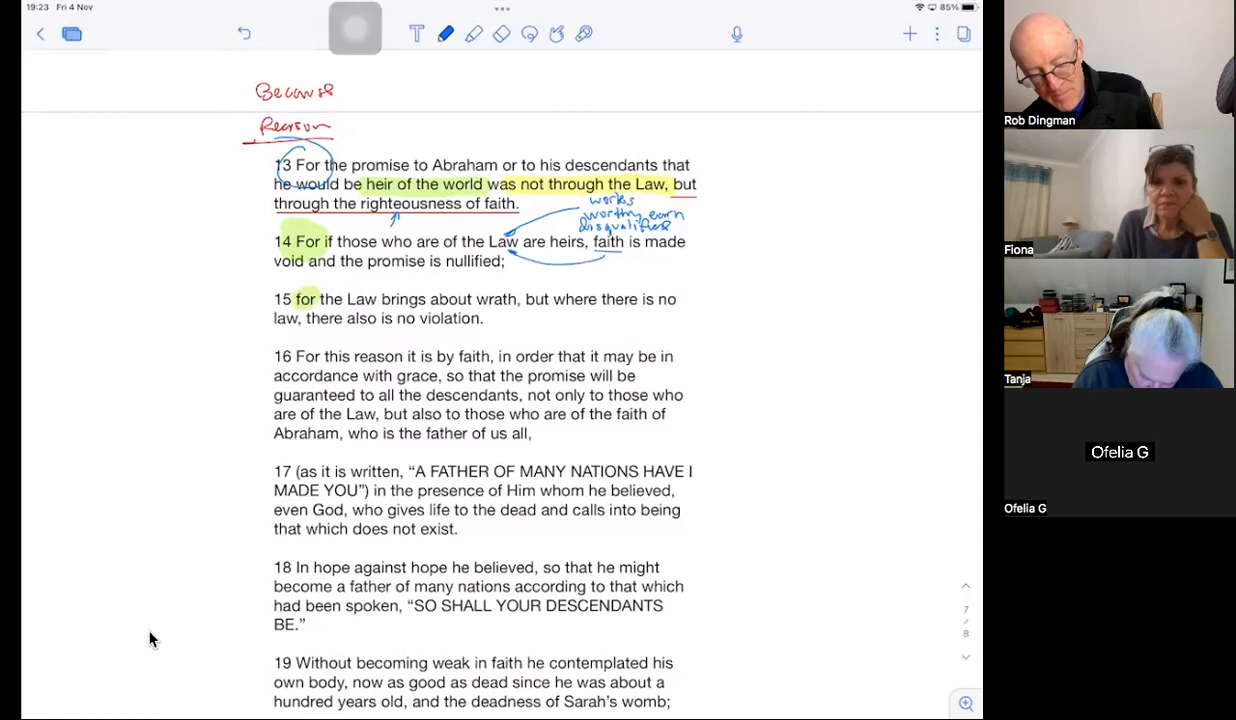 19:23 Fri 4 Nov
85%
T
Because
Reason
13 For the promise to Abraham or to his descendants that
he would be heir of the world was not through the Law, but
through the righteousness of faith.
works
worthy earn
disqualified
14 For if those who are of the Law are heirs, faith is made
void and the promise is nullified;
15 for the Law brings about wrath, but where there is no
law, there also is no violation.
16 For this reason it is by faith, in order that it may be in
accordance with grace, so that the promise will be
guaranteed to all the descendants, not only to those who
are of the Law, but also to those who are of the faith of
Abraham, who is the father of us all,
17 (as it is written, “A FATHER OF MANY NATIONS HAVE I
MADE YOU”) in the presence of Him whom he believed,
even God, who gives life to the dead and calls into being
that which does not exist.
18 In hope against hope he believed, so that he might
become a father of many nations according to that which
had been spoken, “SO SHALL YOUR DESCENDANTS
BE.”
19 Without becoming weak in faith he contemplated his
own body, now as good as dead since he was about a
hundred years old, and the deadness of Sarah’s womb;
7
/
8
Rob Dingman
Fiona
Tanja
Ofelia G
Ofelia G